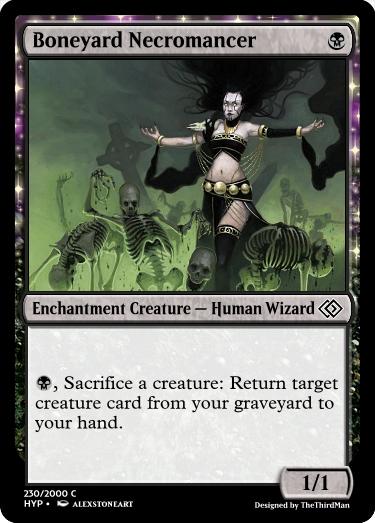 Boneyard Necromancer
Enchantment Creature — Human Wizard
, Sacrifice a creature: Return target
creature card from your graveyard to
your hand.
1/1
230/2000 C
HYP • ALEXSTONEART
Designed by TheThirdMan